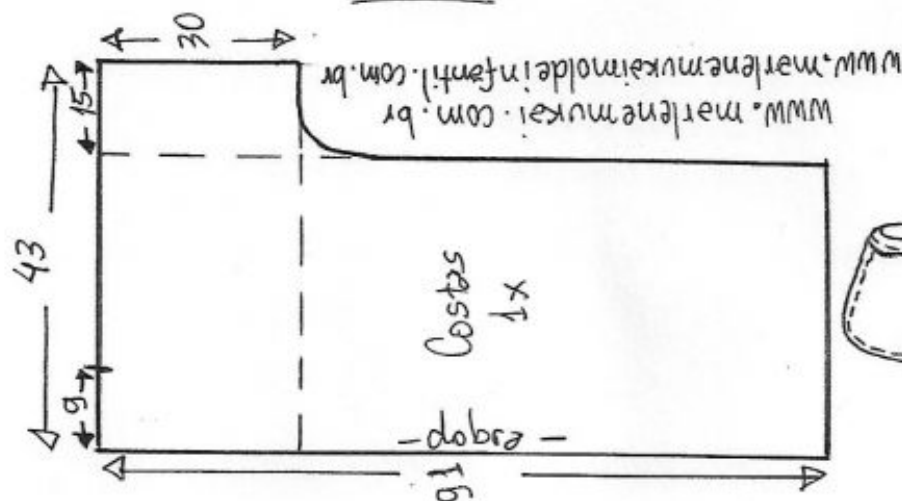 30
15
43
9
www.marlenemukai.com.br
www.marlenemukaimoldeinfantil.com.br
Costas
1x
- dobra -
91